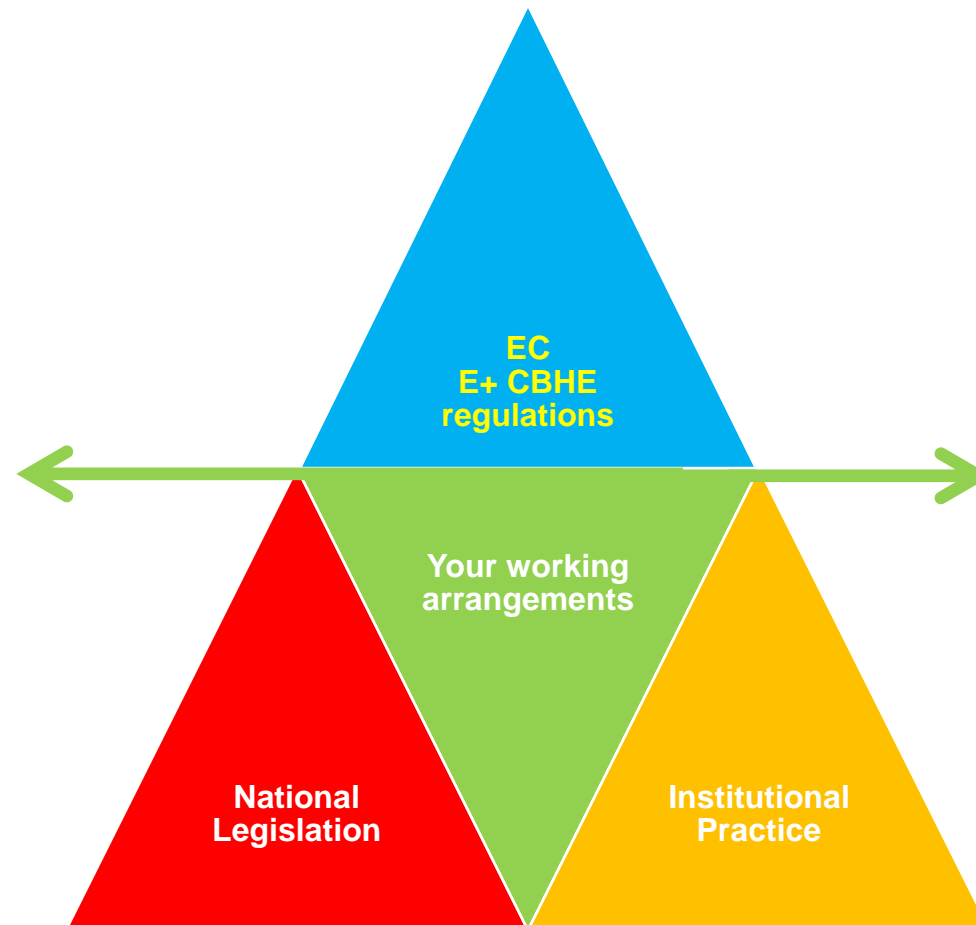 EC
E+ CBHE
regulations
Your working
arrangements
National
Legislation
Institutional
Practice